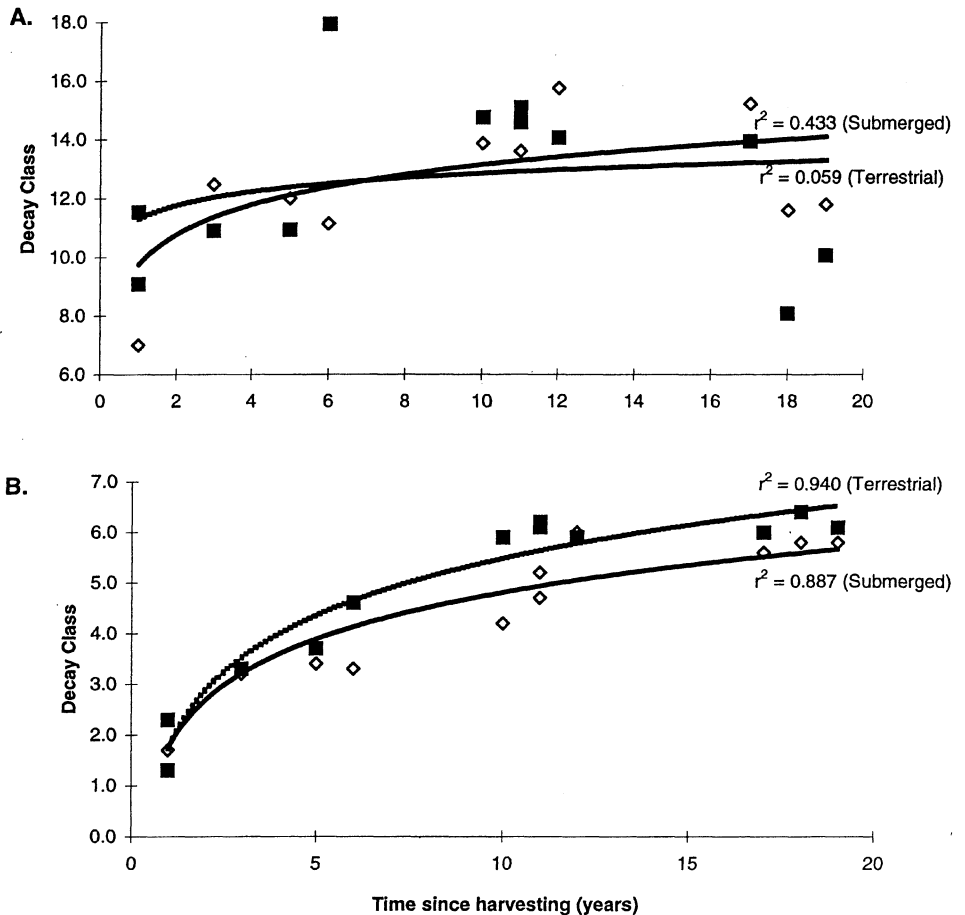 A.
18.0
16.0
14.0
12.0
10.0
8.0
6.0
Decay Class
r² = 0.433 (Submerged)
r² = 0.059 (Terrestrial)
0 2 4 6 8 10 12 14 16 18 20
B.
7.0
6.0
5.0
4.0
3.0
2.0
1.0
0.0
Decay Class
r² = 0.940 (Terrestrial)
r² = 0.887 (Submerged)
0 5 10 15 20
Time since harvesting (years)